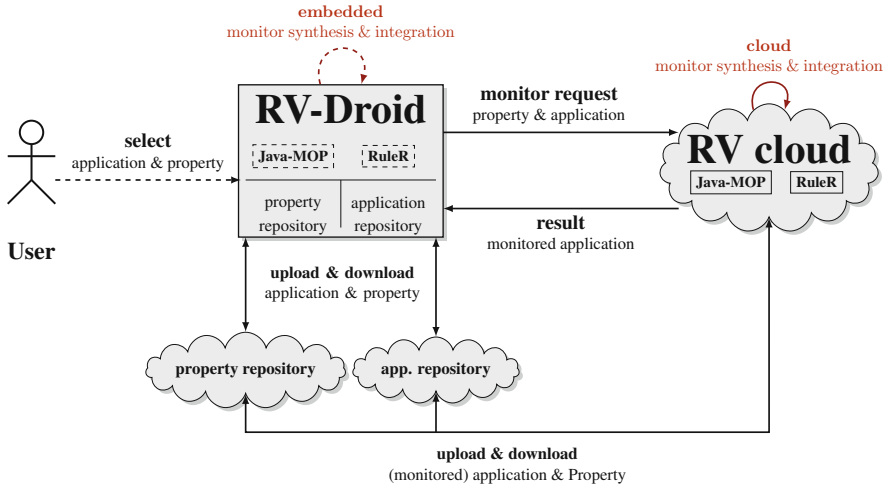 embedded
monitor synthesis & integration
cloud
monitor synthesis & integration
RV-Droid
monitor request
property & application
select
application & property
Java-MOP
RuleR
RV cloud
Java-MOP
RuleR
property
repository
application
repository
result
monitored application
User
upload & download
application & property
property repository
app. repository
upload & download
(monitored) application & Property